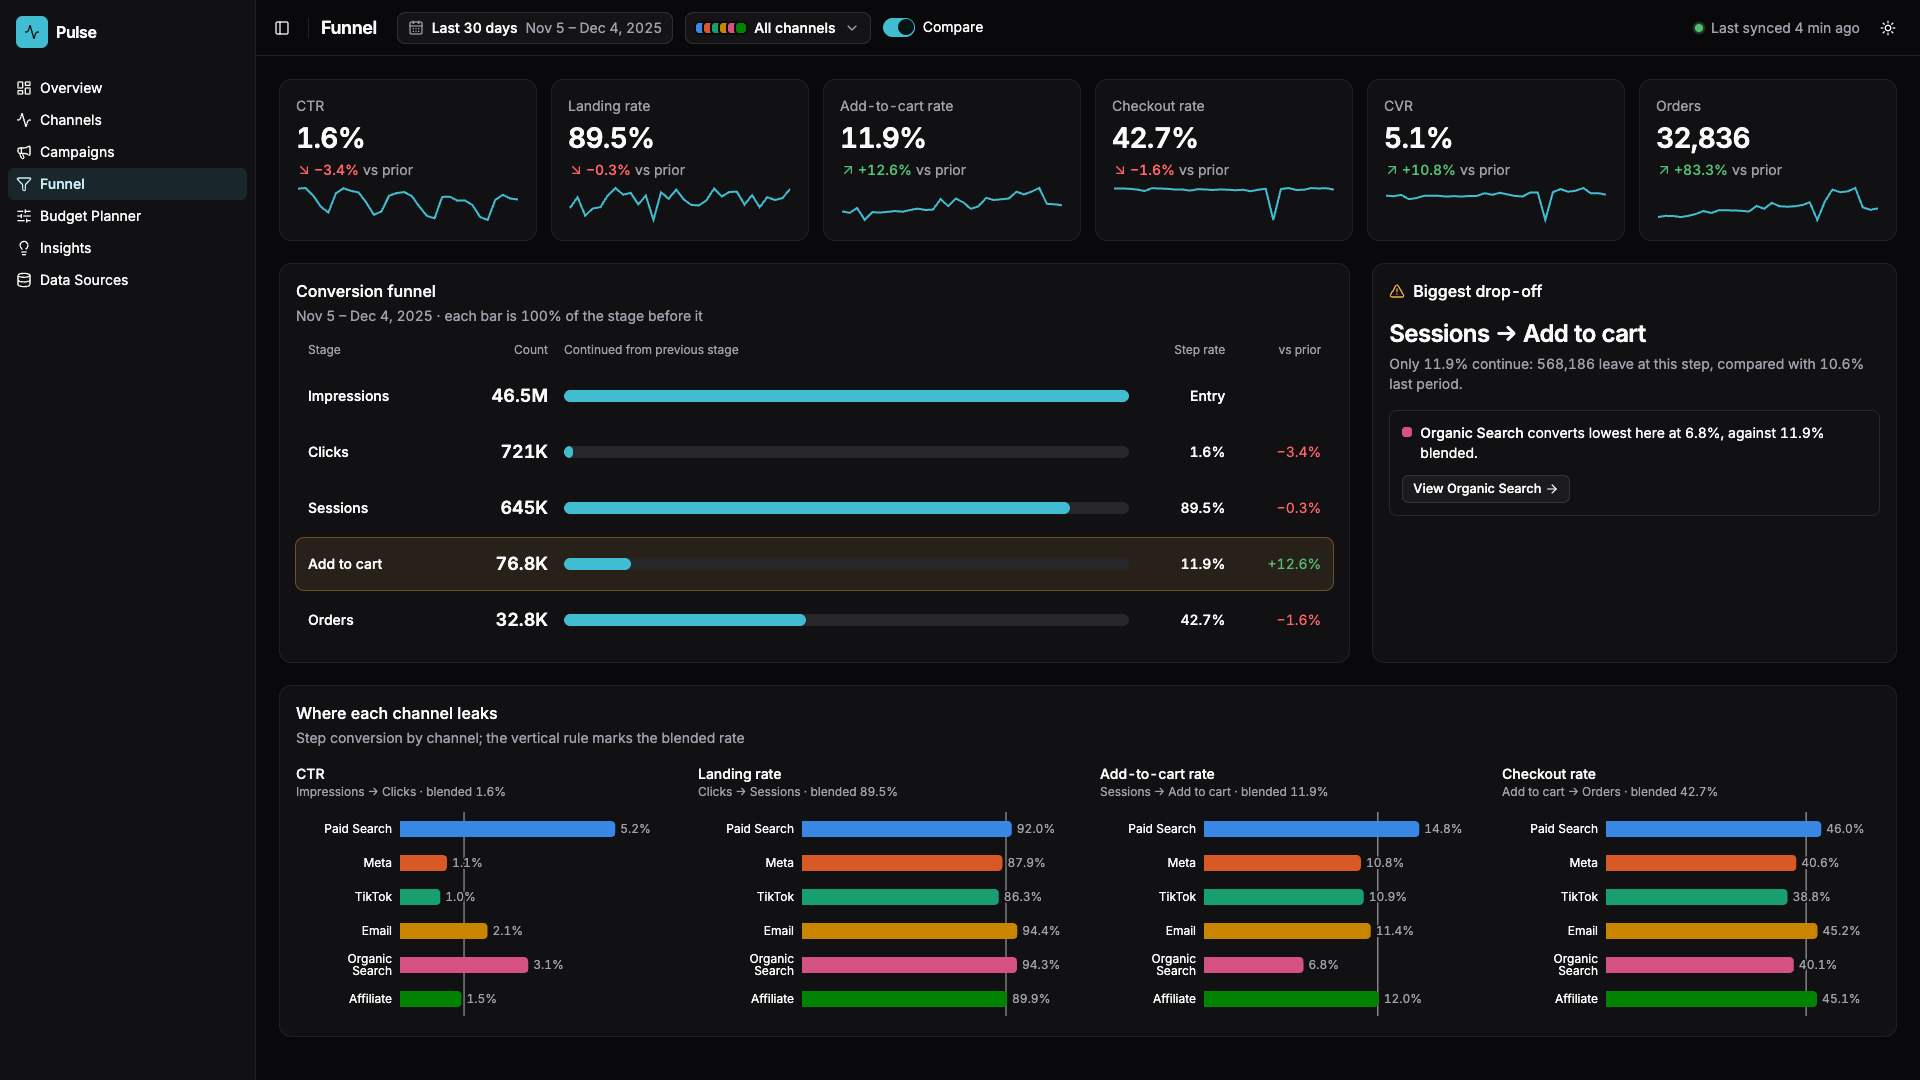 Pulse
Overview
Channels
Campaigns
Funnel
Budget Planner
Insights
Data Sources
Funnel
Last 30 days Nov 5 – Dec 4, 2025
All channels
Compare
Last synced 4 min ago
CTR
1.6%
−3.4% vs prior
Landing rate
89.5%
−0.3% vs prior
Add-to-cart rate
11.9%
+12.6% vs prior
Checkout rate
42.7%
−1.6% vs prior
CVR
5.1%
+10.8% vs prior
Orders
32,836
+83.3% vs prior
Conversion funnel
Nov 5 – Dec 4, 2025 · each bar is 100% of the stage before it
Stage Count Continued from previous stage Step rate vs prior
Impressions 46.5M Entry
Clicks 721K 1.6% −3.4%
Sessions 645K 89.5% −0.3%
Add to cart 76.8K 11.9% +12.6%
Orders 32.8K 42.7% −1.6%
Biggest drop-off
Sessions → Add to cart
Only 11.9% continue: 568,186 leave at this step, compared with 10.6%
last period.
Organic Search converts lowest here at 6.8%, against 11.9%
blended.
View Organic Search →
Where each channel leaks
Step conversion by channel; the vertical rule marks the blended rate
CTR
Impressions → Clicks · blended 1.6%
Paid Search 5.2%
Meta 1.1%
TikTok 1.0%
Email 2.1%
Organic
Search 3.1%
Affiliate 1.5%
Landing rate
Clicks → Sessions · blended 89.5%
Paid Search 92.0%
Meta 87.9%
TikTok 86.3%
Email 94.4%
Organic
Search 94.3%
Affiliate 89.9%
Add-to-cart rate
Sessions → Add to cart · blended 11.9%
Paid Search 14.8%
Meta 10.8%
TikTok 10.9%
Email 11.4%
Organic
Search 6.8%
Affiliate 12.0%
Checkout rate
Add to cart → Orders · blended 42.7%
Paid Search 46.0%
Meta 40.6%
TikTok 38.8%
Email 45.2%
Organic
Search 40.1%
Affiliate 45.1%